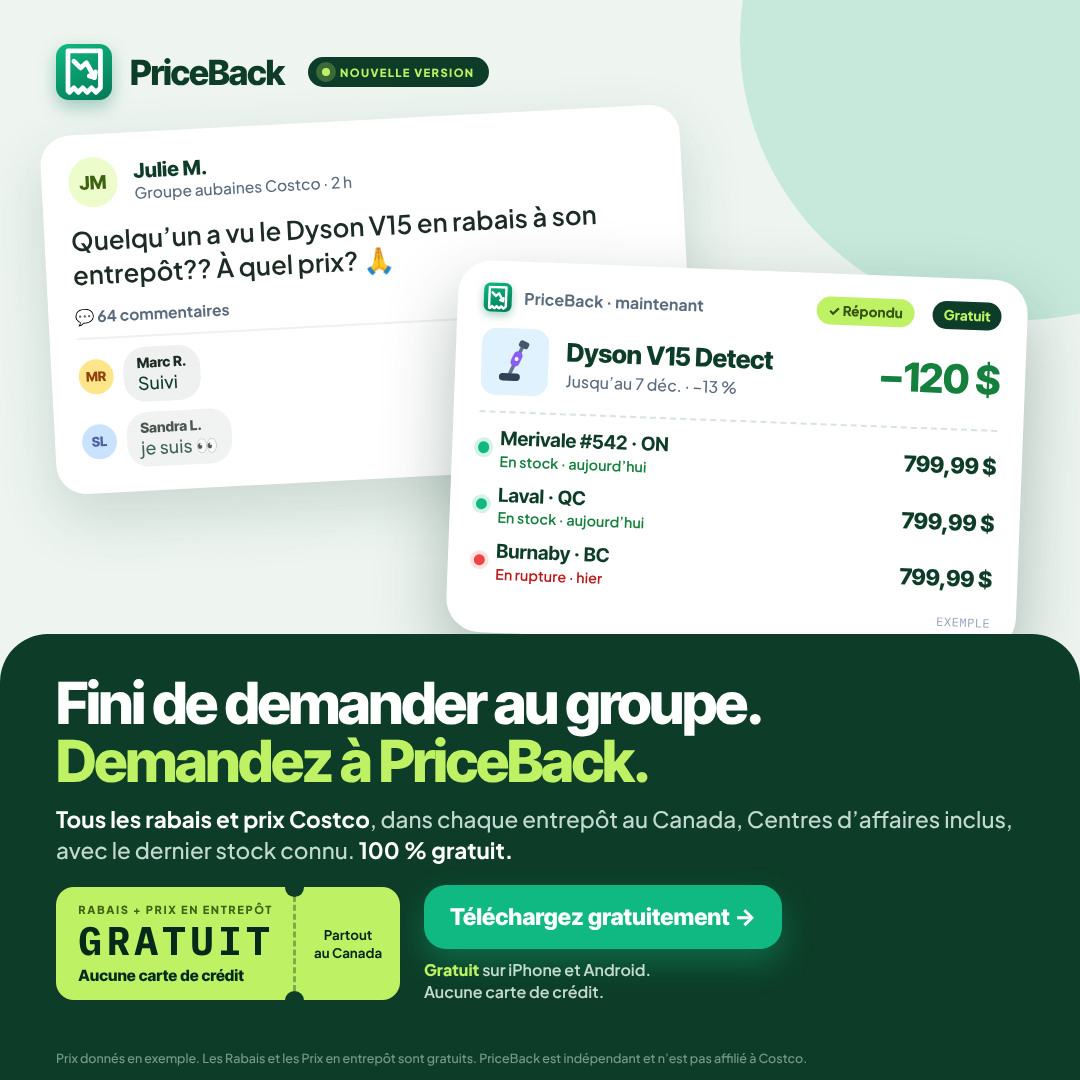 PriceBack
NOUVELLE VERSION
JM
Julie M.
Groupe aubaines Costco · 2 h
Quelqu’un a vu le Dyson V15 en rabais à son
entrepôt?? À quel prix? 🙏
💬 64 commentaires
MR
Marc R.
Suivi
SL
Sandra L.
je suis 👀
PriceBack · maintenant
✓ Répondu
Gratuit
Dyson V15 Detect
Jusqu’au 7 déc. · −13 %
−120 $
Merivale #542 · ON
En stock · aujourd’hui
799,99 $
Laval · QC
En stock · aujourd’hui
799,99 $
Burnaby · BC
En rupture · hier
799,99 $
EXEMPLE
Fini de demander au groupe.
Demandez à PriceBack.
Tous les rabais et prix Costco, dans chaque entrepôt au Canada, Centres d’affaires inclus,
avec le dernier stock connu. 100 % gratuit.
RABAIS + PRIX EN ENTREPÔT
GRATUIT
Aucune carte de crédit
Partout
au Canada
Téléchargez gratuitement →
Gratuit sur iPhone et Android.
Aucune carte de crédit.
Prix donnés en exemple. Les Rabais et les Prix en entrepôt sont gratuits. PriceBack est indépendant et n’est pas affilié à Costco.